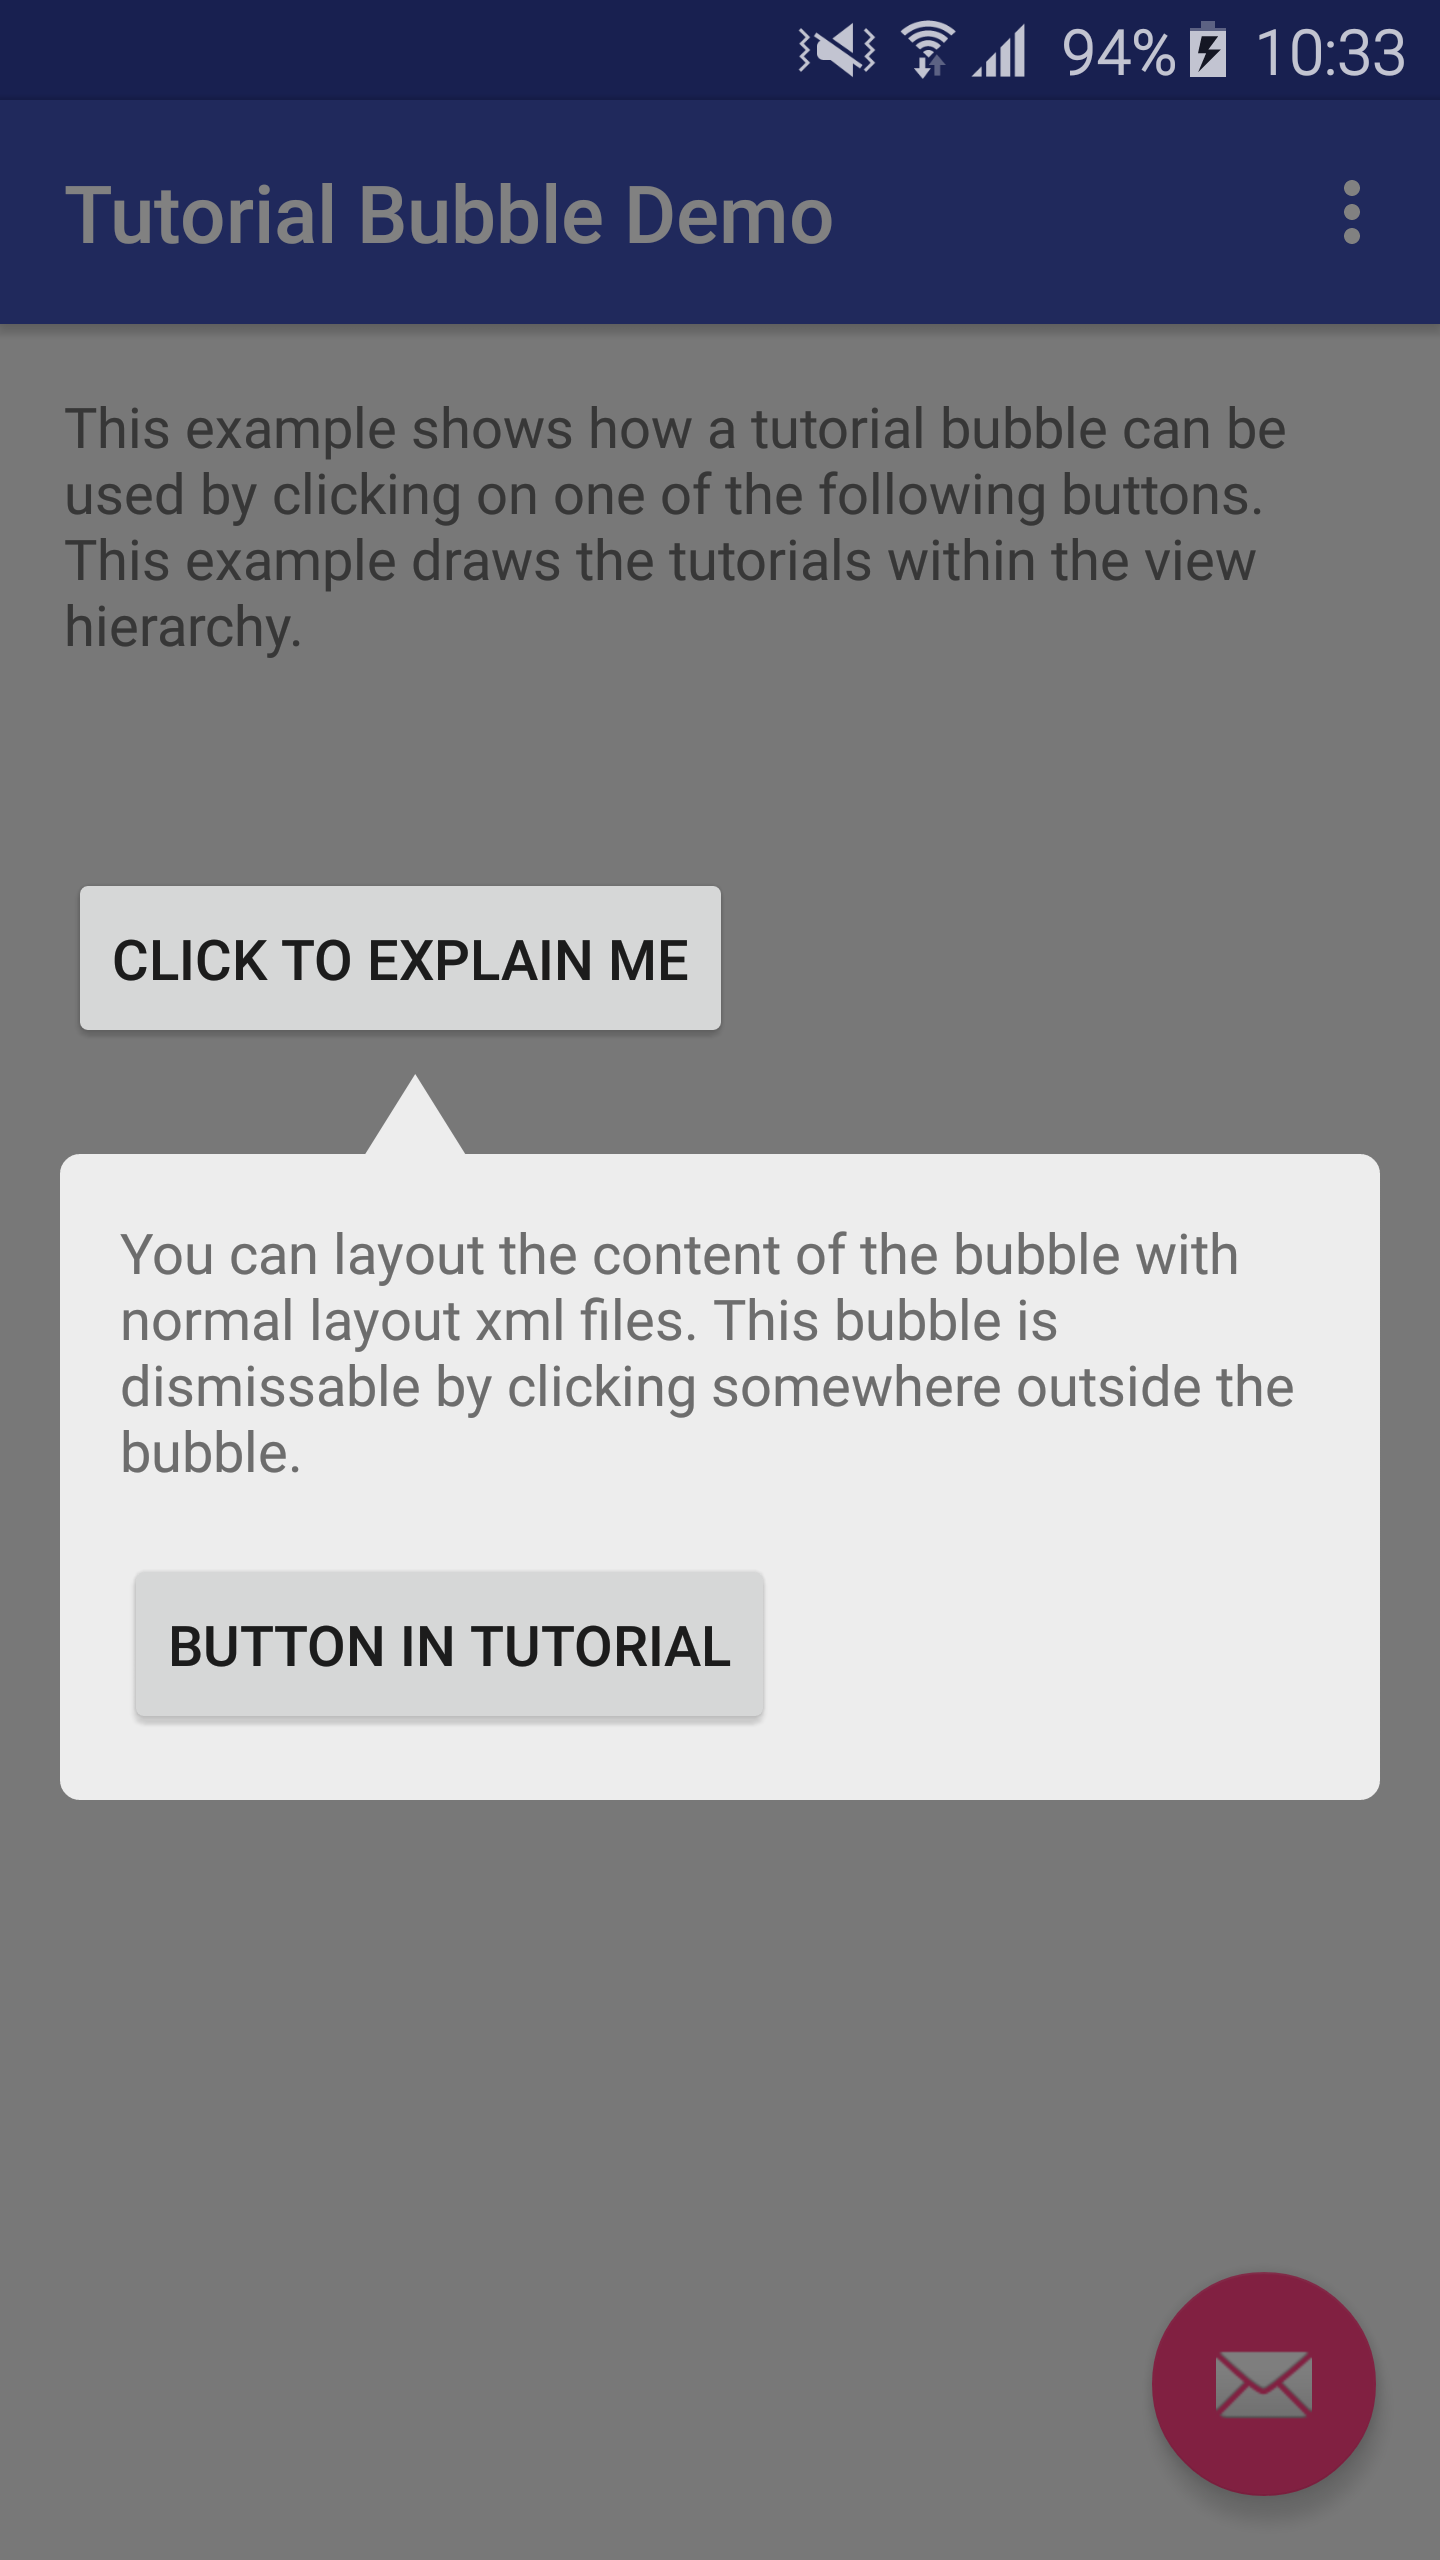 94% 10:33
Tutorial Bubble Demo
This example shows how a tutorial bubble can be
used by clicking on one of the following buttons.
This example draws the tutorials within the view
hierarchy.
CLICK TO EXPLAIN ME
You can layout the content of the bubble with
normal layout xml files. This bubble is
dismissable by clicking somewhere outside the
bubble.
BUTTON IN TUTORIAL